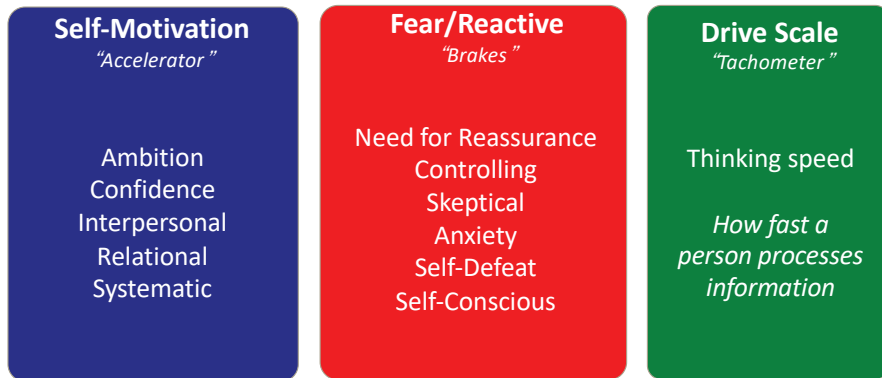 Self-Motivation
“Accelerator”
Ambition
Confidence
Interpersonal
Relational
Systematic
Fear/Reactive
“Brakes”
Need for Reassurance
Controlling
Skeptical
Anxiety
Self-Defeat
Self-Conscious
Drive Scale
“Tachometer”
Thinking speed
How fast a
person processes
information